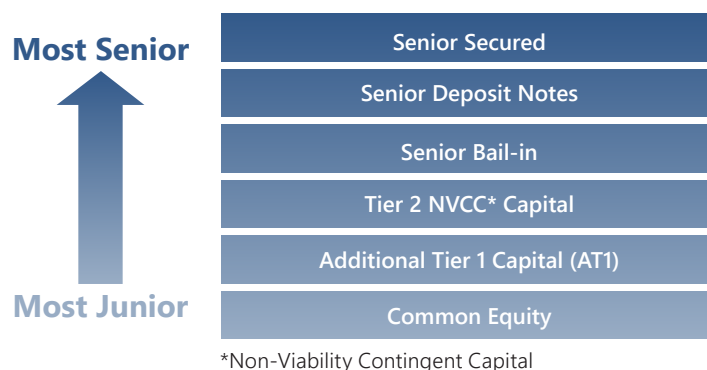 Most Senior
Senior Secured
Senior Deposit Notes
Senior Bail-in
Tier 2 NVCC* Capital
Additional Tier 1 Capital (AT1)
Most Junior
Common Equity
*Non-Viability Contingent Capital